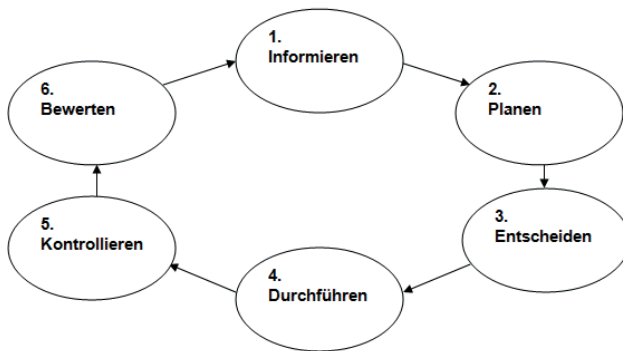 1.
Informieren
2.
Planen
3.
Entscheiden
4.
Durchführen
5.
Kontrollieren
6.
Bewerten